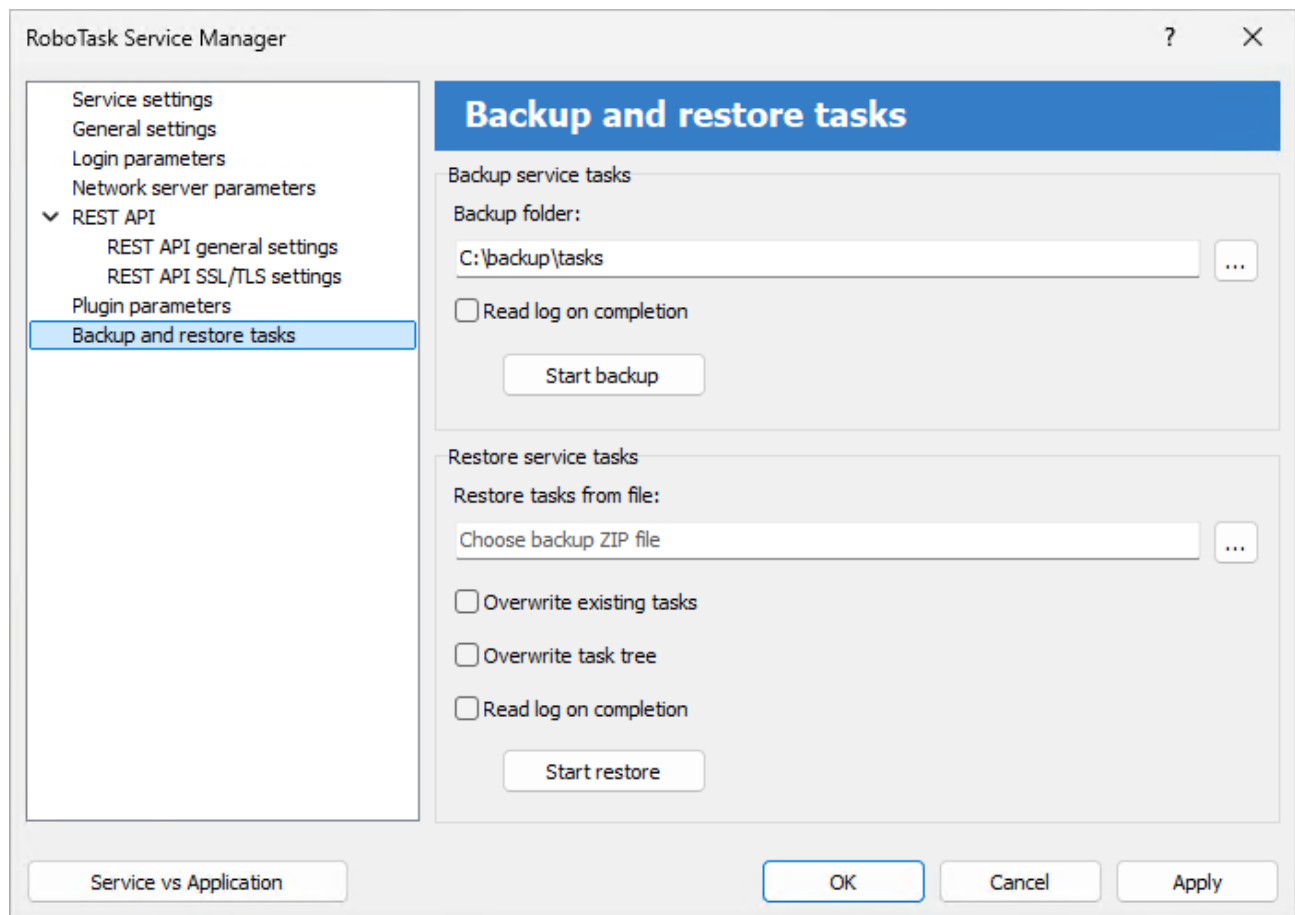 RoboTask Service Manager
?
Service settings
General settings
Login parameters
Network server parameters
REST API
REST API general settings
REST API SSL/TLS settings
Plugin parameters
Backup and restore tasks
Backup and restore tasks
Backup service tasks
Backup folder:
C:\backup\tasks
...
Read log on completion
Start backup
Restore service tasks
Restore tasks from file:
Choose backup ZIP file
...
Overwrite existing tasks
Overwrite task tree
Read log on completion
Start restore
Service vs Application
OK
Cancel
Apply